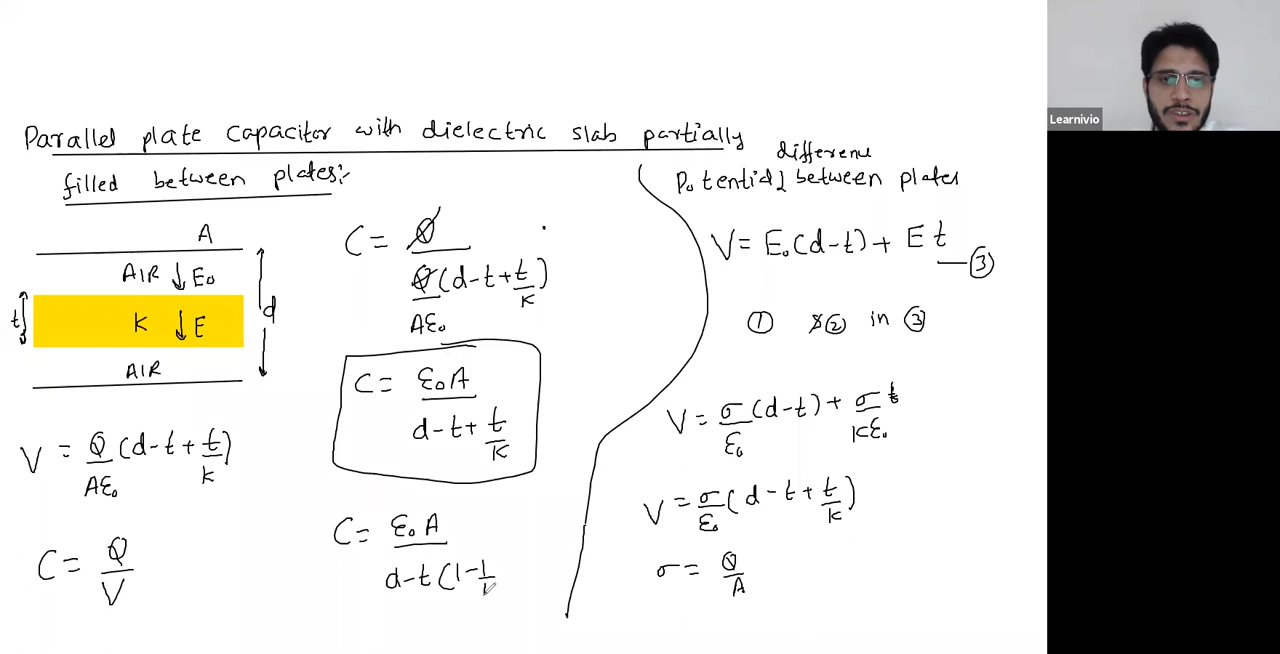 Parallel plate capacitor with dielectric slab partially
filled between plates:
A
AIR ↓ E₀
t K ↓ E d
AIR
V = Q/Aε₀ (d-t+t/k)
C = Q/V
C = Q / Q/Aε₀ (d-t+t/k)
C = ε₀A / d-t+t/k
C = ε₀A / d-t(1-1/k
difference
Potential between plates
V = E₀(d-t) + Et —③
① & ② in ③
V = σ/ε₀ (d-t) + σt/kε₀
V = σ/ε₀ (d-t+t/k)
σ = Q/A
Learnivio